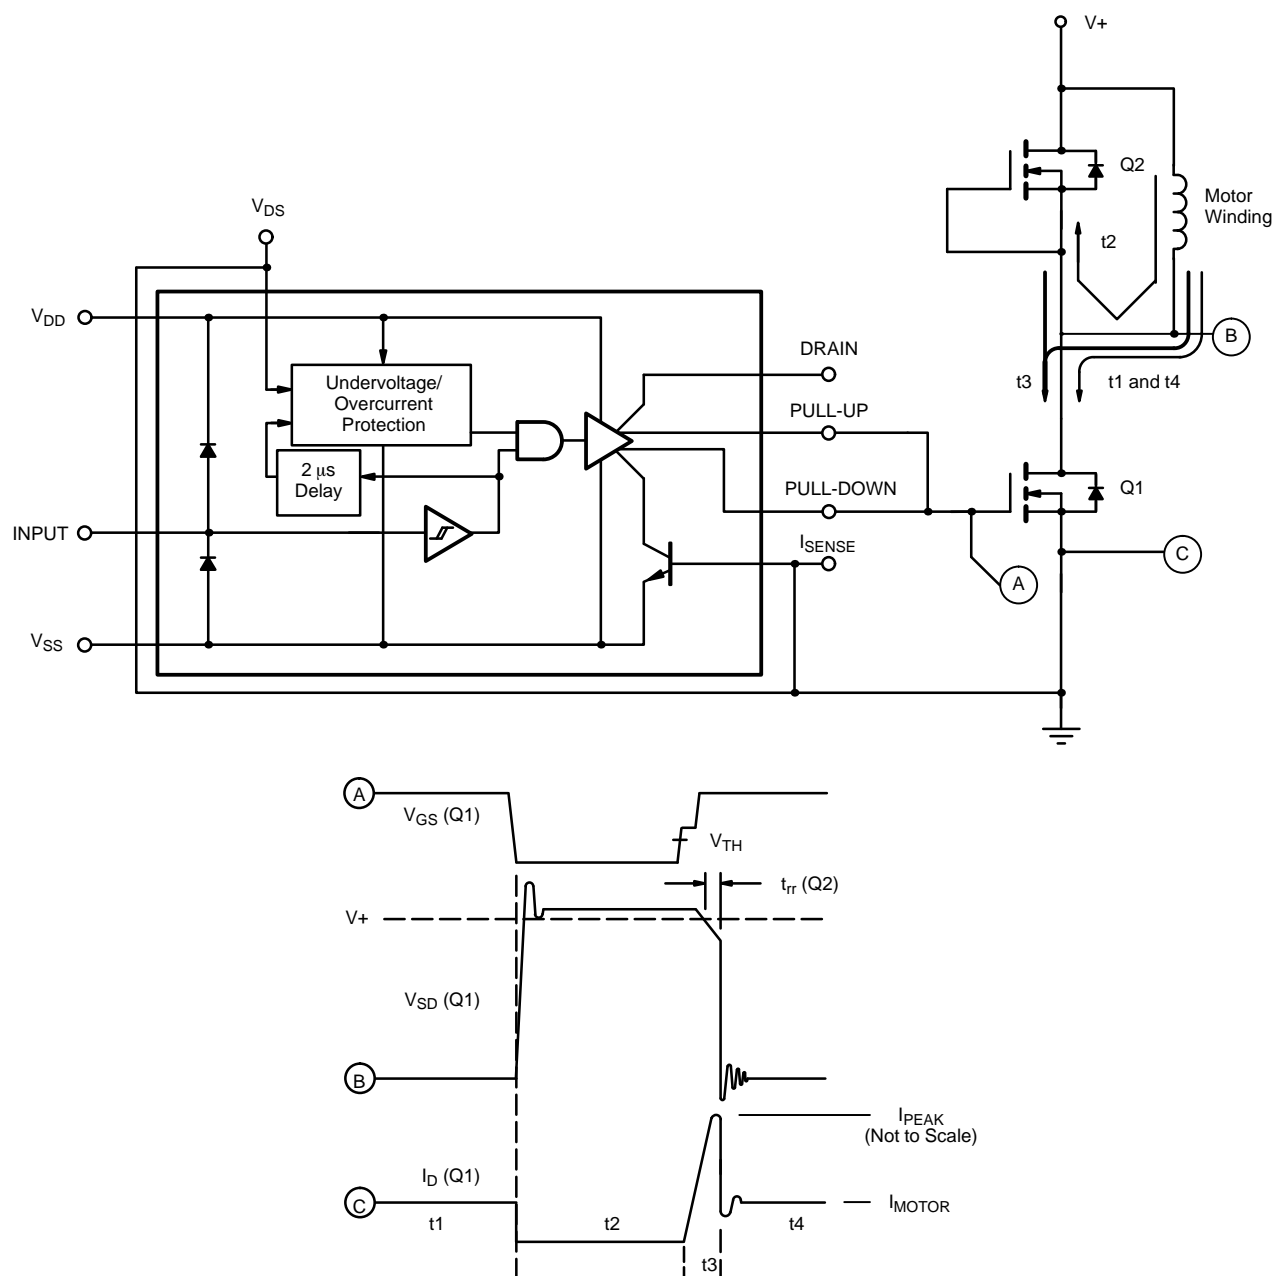 V+
Q2
Motor
Winding
t2
B
t3
t1 and t4
VDS
VDD
DRAIN
Undervoltage/
Overcurrent
Protection
PULL-UP
2 μs
Delay
PULL-DOWN
Q1
INPUT
ISENSE
C
A
VSS
A
VGS (Q1)
VTH
trr (Q2)
V+
VSD (Q1)
B
IPEAK
(Not to Scale)
ID (Q1)
C
IMOTOR
t1
t2
t4
t3